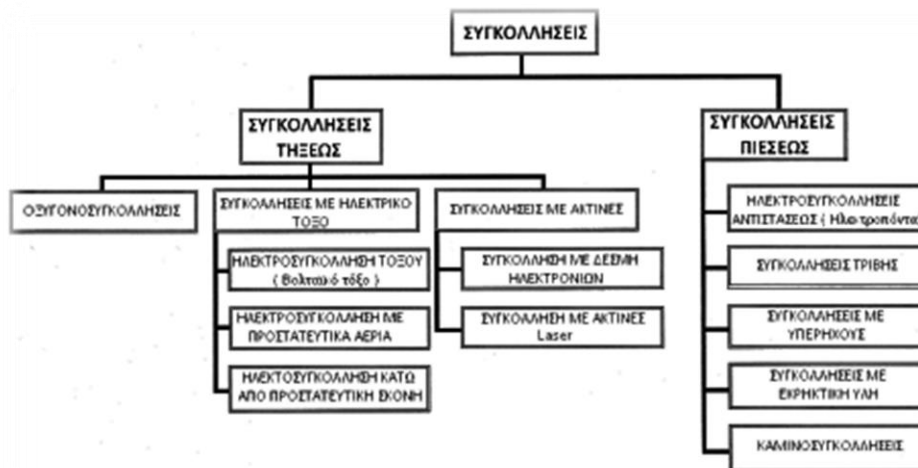 ΣΥΓΚΟΛΛΗΣΕΙΣ
ΣΥΓΚΟΛΛΗΣΕΙΣ
ΤΗΞΕΩΣ
ΣΥΓΚΟΛΛΗΣΕΙΣ
ΠΙΕΣΕΩΣ
ΟΞΥΓΟΝΟΣΥΓΚΟΛΛΗΣΕΙΣ
ΣΥΓΚΟΛΛΗΣΕΙΣ ΜΕ ΗΛΕΚΤΡΙΚΟ
ΤΟΞΟ
ΗΛΕΚΤΡΟΣΥΓΚΟΛΛΗΣΗ ΤΟΞΟΥ
( Βολταϊκό τόξο )
ΗΛΕΚΤΡΟΣΥΓΚΟΛΛΗΣΗ ΜΕ
ΠΡΟΣΤΑΤΕΥΤΙΚΑ ΑΕΡΙΑ
ΗΛΕΚΤΟΣΥΓΚΟΛΛΗΣΗ ΚΑΤΩ
ΑΠΟ ΠΡΟΣΤΑΤΕΥΤΙΚΗ ΣΚΟΝΗ
ΣΥΓΚΟΛΛΗΣΕΙΣ ΜΕ ΑΚΤΙΝΕΣ
ΣΥΓΚΟΛΛΗΣΗ ΜΕ ΔΕΣΜΗ
ΗΛΕΚΤΡΟΝΙΩΝ
ΣΥΓΚΟΛΛΗΣΗ ΜΕ ΑΚΤΙΝΕΣ
Laser
ΗΛΕΚΤΡΟΣΥΓΚΟΛΛΗΣΕΙΣ
ΑΝΤΙΣΤΑΣΕΩΣ ( Ηλεκτροπόντα
ΣΥΓΚΟΛΛΗΣΕΙΣ ΤΡΙΒΗΣ
ΣΥΓΚΟΛΛΗΣΕΙΣ ΜΕ
ΥΠΕΡΗΧΟΥΣ
ΣΥΓΚΟΛΛΗΣΕΙΣ ΜΕ
ΕΚΡΗΚΤΙΚΗ ΥΛΗ
ΚΑΜΙΝΟΣΥΓΚΟΛΛΗΣΕΙΣ